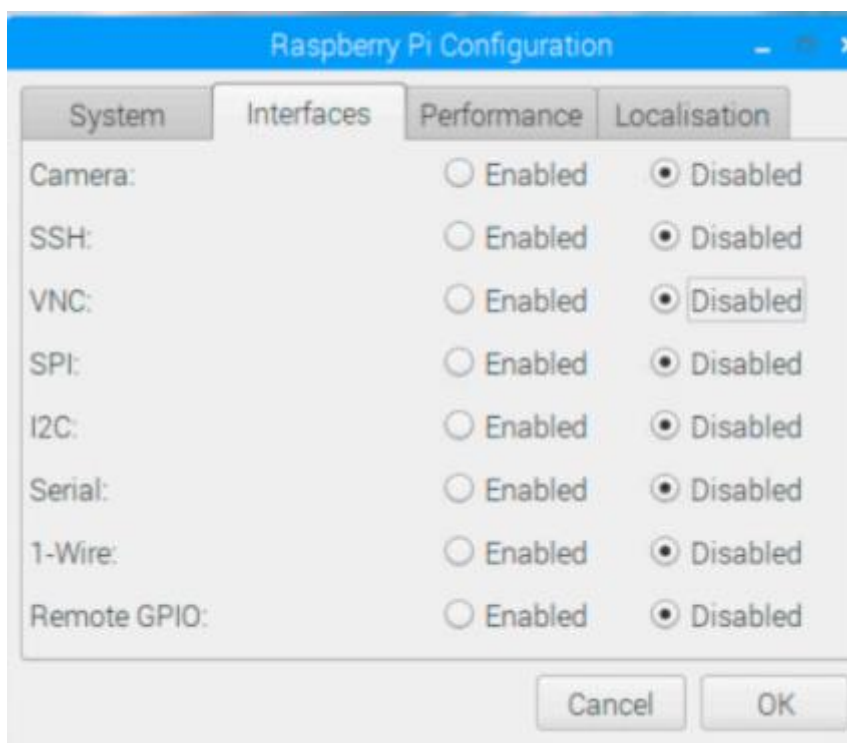 Raspberry Pi Configuration
System Interfaces Performance Localisation
Camera: Enabled Disabled
SSH: Enabled Disabled
VNC: Enabled Disabled
SPI: Enabled Disabled
I2C: Enabled Disabled
Serial: Enabled Disabled
1-Wire: Enabled Disabled
Remote GPIO: Enabled Disabled
Cancel OK